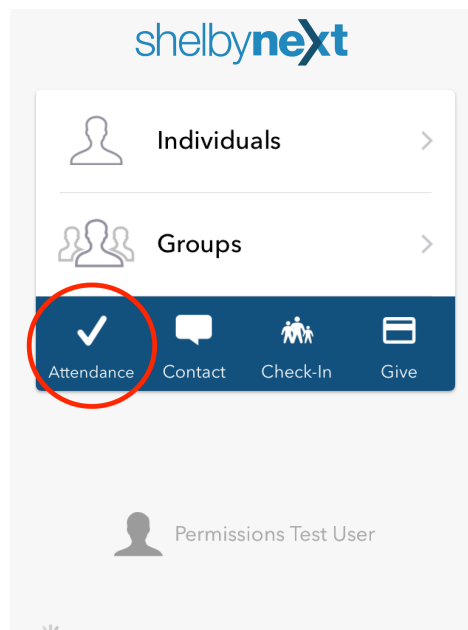 shelbynext
Individuals
Groups
Attendance Contact Check-In Give
Permissions Test User